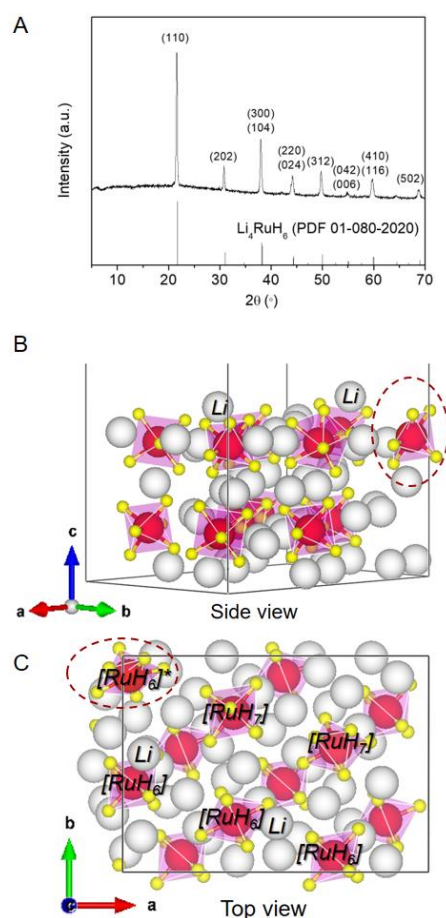 A
(110)
(300)
(104)
(202)
(220)
(024)
(312)
(042)
(006)
(410)
(116)
(502)
Intensity (a.u.)
Li₄RuH₆ (PDF 01-080-2020)
10 20 30 40 50 60 70
2θ (°)
B
Li
Li
c
a
b
Side view
C
[RuH₆]*
[RuH₇]
[RuH₇]
Li
[RuH₆]
[RuH₆]
Li
[RuH₆]
b
c
a
Top view